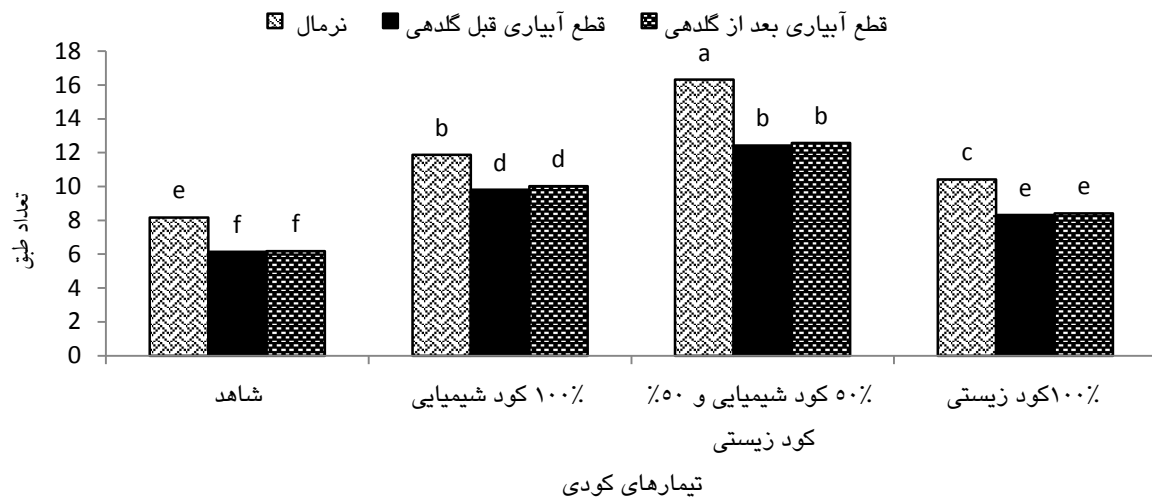 نرمال
قطع آبیاری قبل گلدهی
قطع آبیاری بعد از گلدهی
18
16
14
12
10
8
6
4
2
0
تعداد طبق
e
f
f
b
d
d
a
b
b
c
e
e
شاهد
۱۰۰٪ کود شیمیایی
۵۰٪ کود شیمیایی و ۵۰٪
کود زیستی
۱۰۰٪کود زیستی
تیمارهای کودی